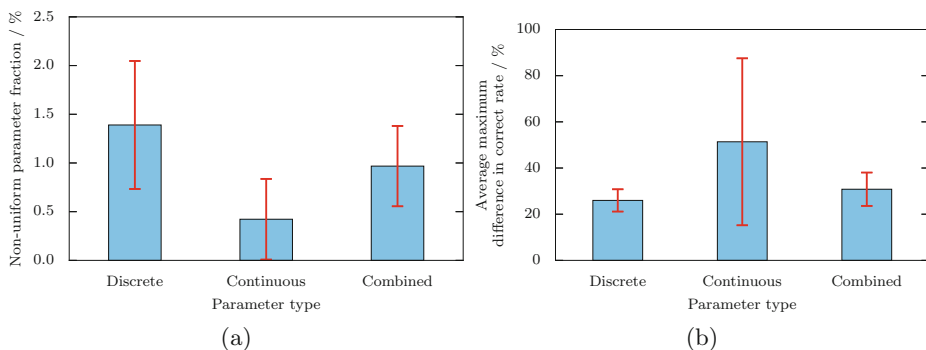 Non-uniform parameter fraction / %
2.5
2.0
1.5
1.0
0.5
0.0
Discrete
Continuous
Combined
Parameter type
(a)
Average maximum
difference in correct rate / %
100
80
60
40
20
0
Discrete
Continuous
Combined
Parameter type
(b)